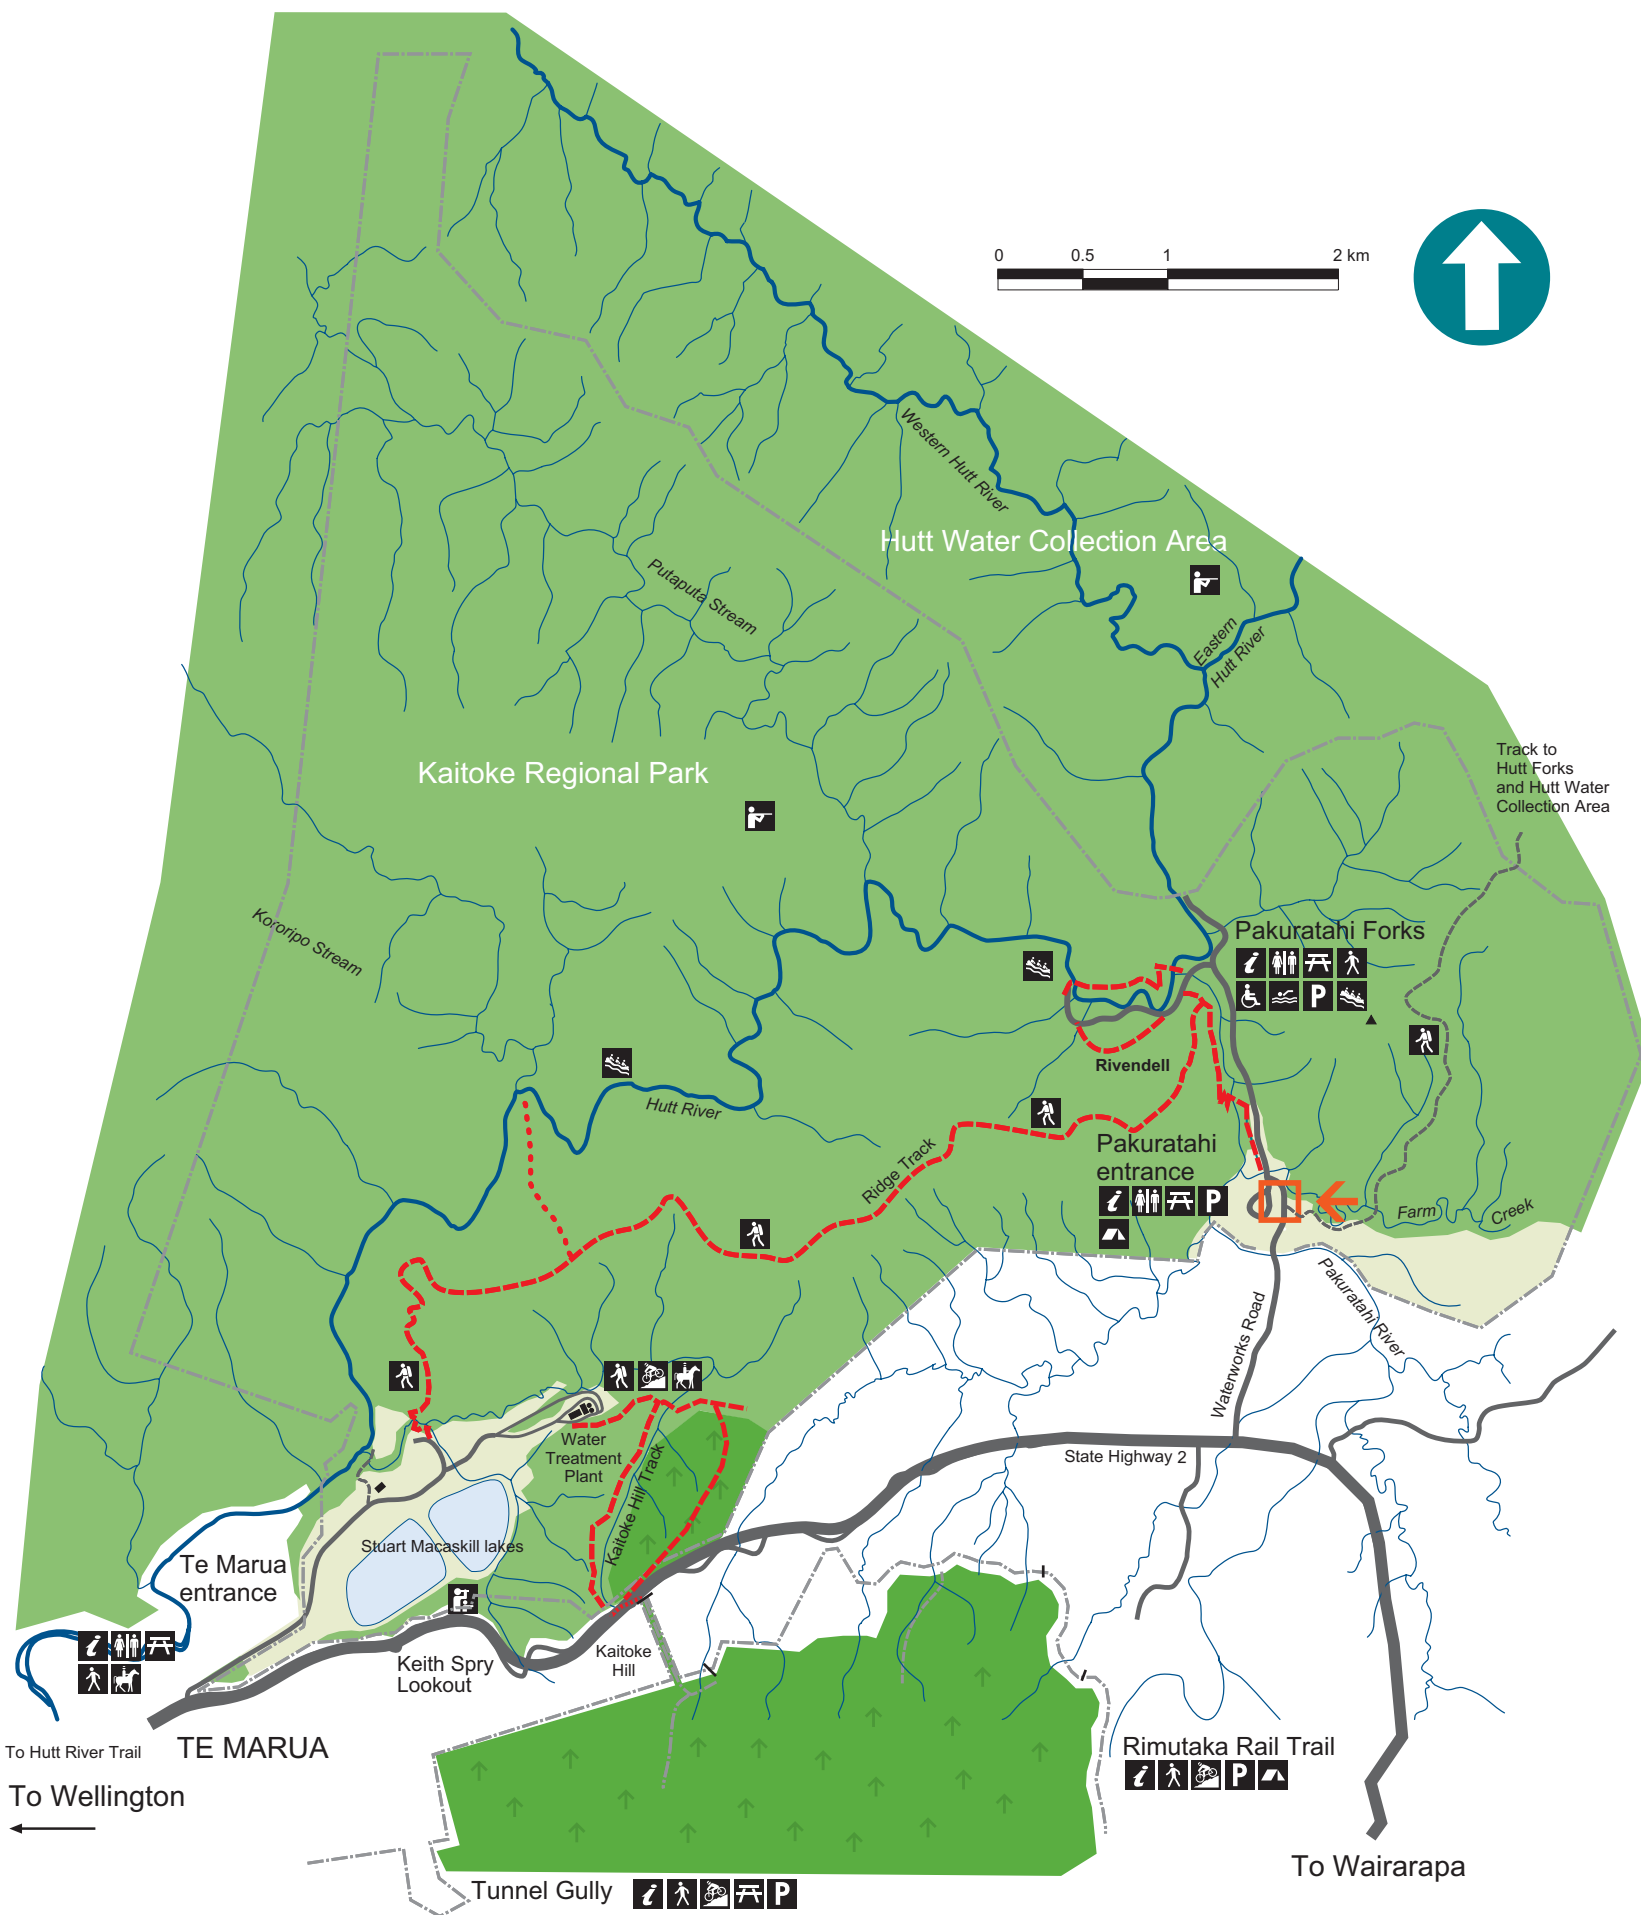 0 0.5 1 2 km
Western Hutt River
Hutt Water Collection Area
Putaputa Stream
Eastern
Hutt River
Kaitoke Regional Park
Track to
Hutt Forks
and Hutt Water
Collection Area
Kororipo Stream
Pakuratahi Forks
i
P
Rivendell
Hutt River
Ridge Track
Pakuratahi
entrance
i P
Farm Creek
Pakuratahi River
Waterworks Road
State Highway 2
Water
Treatment
Plant
Kaitoke Hill Track
Stuart Macaskill lakes
Te Marua
entrance
i
Keith Spry
Lookout
Kaitoke
Hill
To Hutt River Trail
TE MARUA
To Wellington
Rimutaka Rail Trail
i P
To Wairarapa
Tunnel Gully
i P